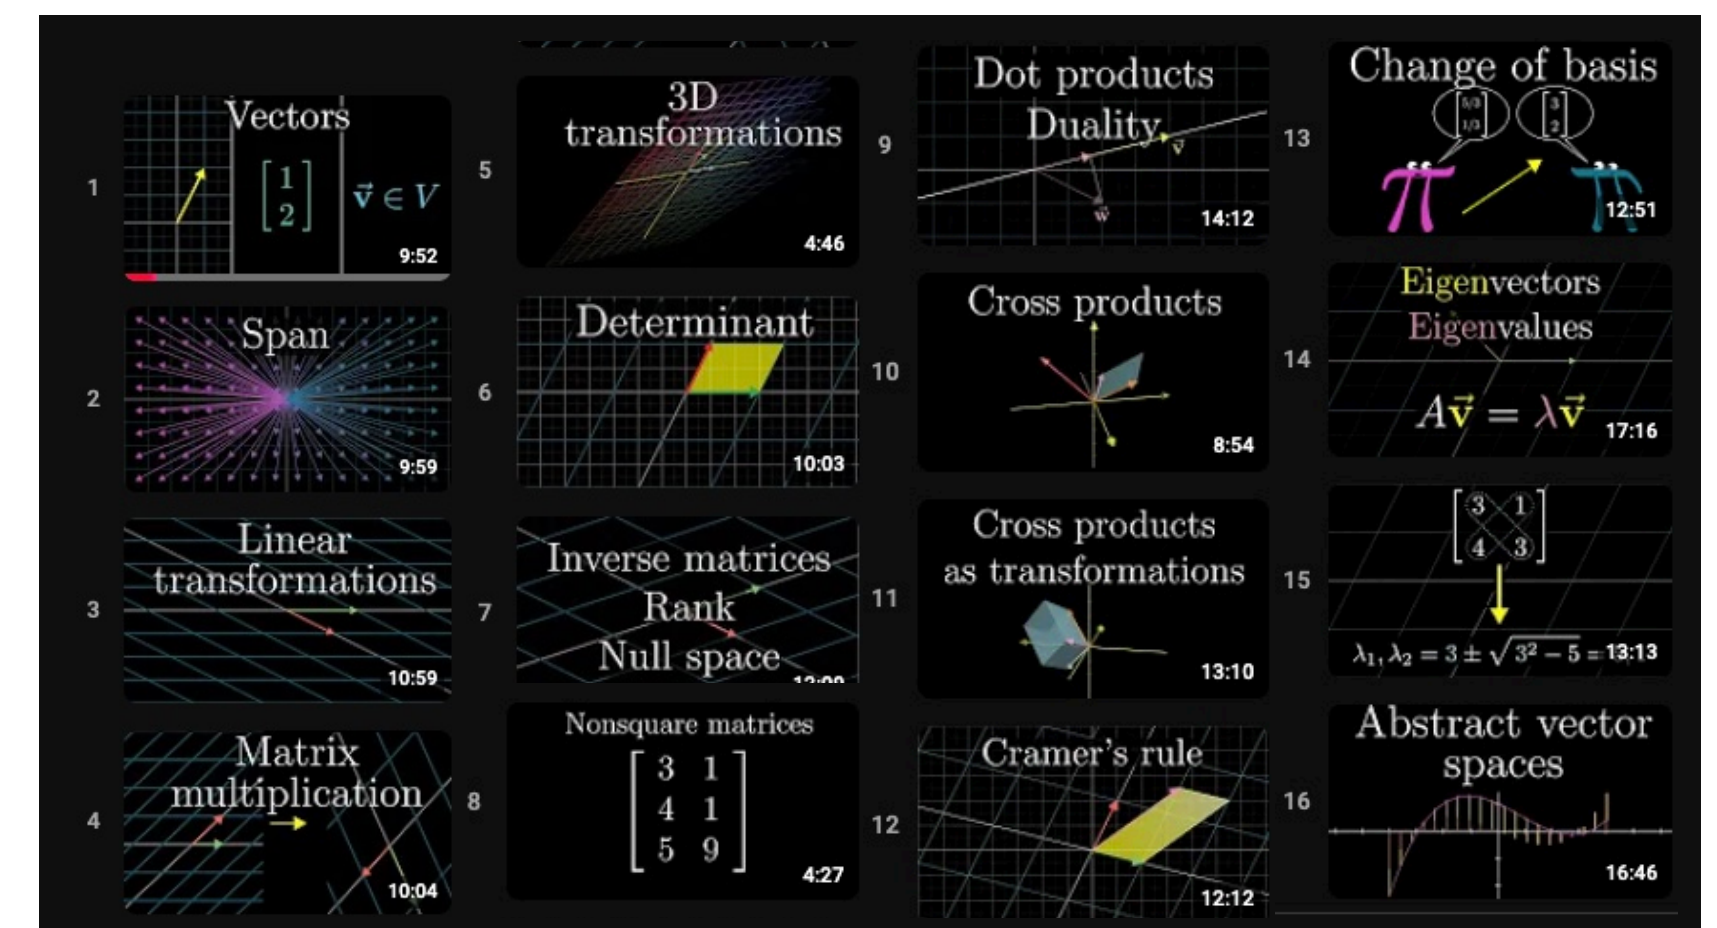 1
Vectors
[1 2]
v⃗ ∈ V
9:52
2
Span
9:59
3
Linear
transformations
10:59
4
Matrix
multiplication
10:04
5
3D
transformations
4:46
6
Determinant
10:03
7
Inverse matrices
Rank
Null space
8
Nonsquare matrices
3 1
4 1
5 9
4:27
9
Dot products
Duality
v⃗
w⃗
14:12
10
Cross products
8:54
11
Cross products
as transformations
13:10
12
Cramer's rule
12:12
13
Change of basis
[5/3 1/3]
[3 2]
12:51
14
Eigenvectors
Eigenvalues
Av⃗ = λv⃗
17:16
15
3 1
4 3
λ₁, λ₂ = 3 ± √(3² − 5) =
13:13
16
Abstract vector
spaces
16:46